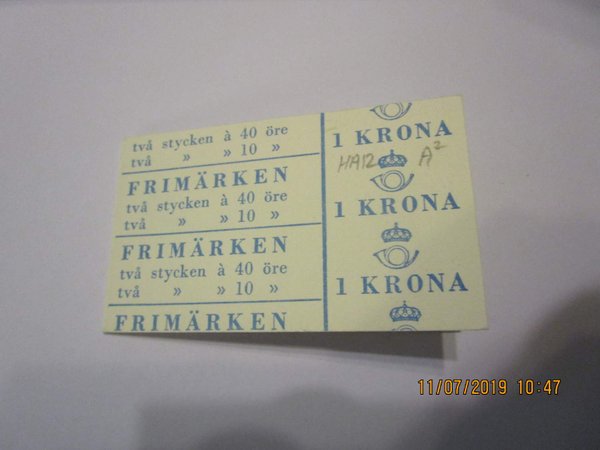 två stycken à 40 öre
två » » 10 »
FRIMÄRKEN
två stycken à 40 öre
två » » 10 »
FRIMÄRKEN
två stycken à 40 öre
två » » 10 »
FRIMÄRKEN
1 KRONA
HA12 A²
1 KRONA
1 KRONA
11/07/2019 10:47